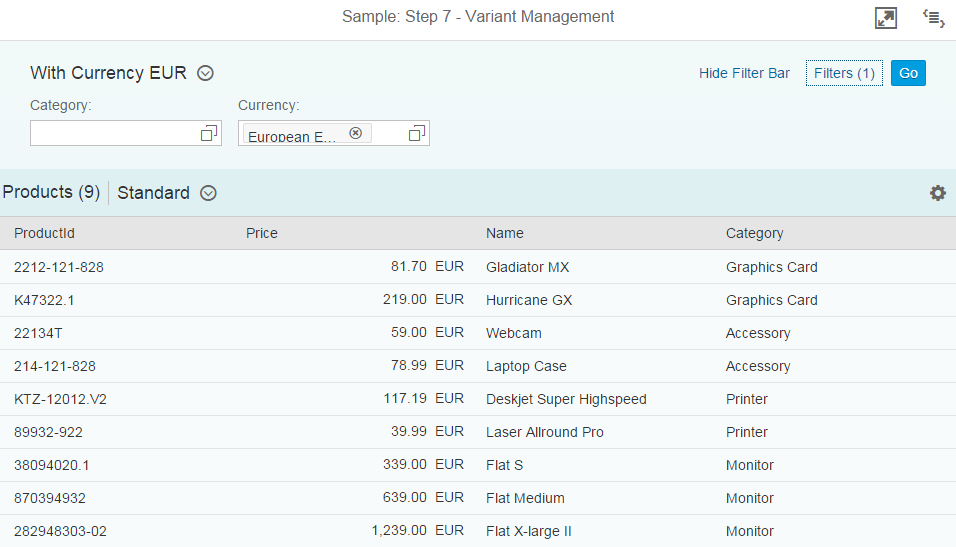 Sample: Step 7 - Variant Management
With Currency EUR Hide Filter Bar Filters (1) Go
Category: Currency:
European E...
Products (9) Standard
ProductId Price Name Category
2212-121-828 81.70 EUR Gladiator MX Graphics Card
K47322.1 219.00 EUR Hurricane GX Graphics Card
22134T 59.00 EUR Webcam Accessory
214-121-828 78.99 EUR Laptop Case Accessory
KTZ-12012.V2 117.19 EUR Deskjet Super Highspeed Printer
89932-922 39.99 EUR Laser Allround Pro Printer
38094020.1 339.00 EUR Flat S Monitor
870394932 639.00 EUR Flat Medium Monitor
282948303-02 1,239.00 EUR Flat X-large II Monitor